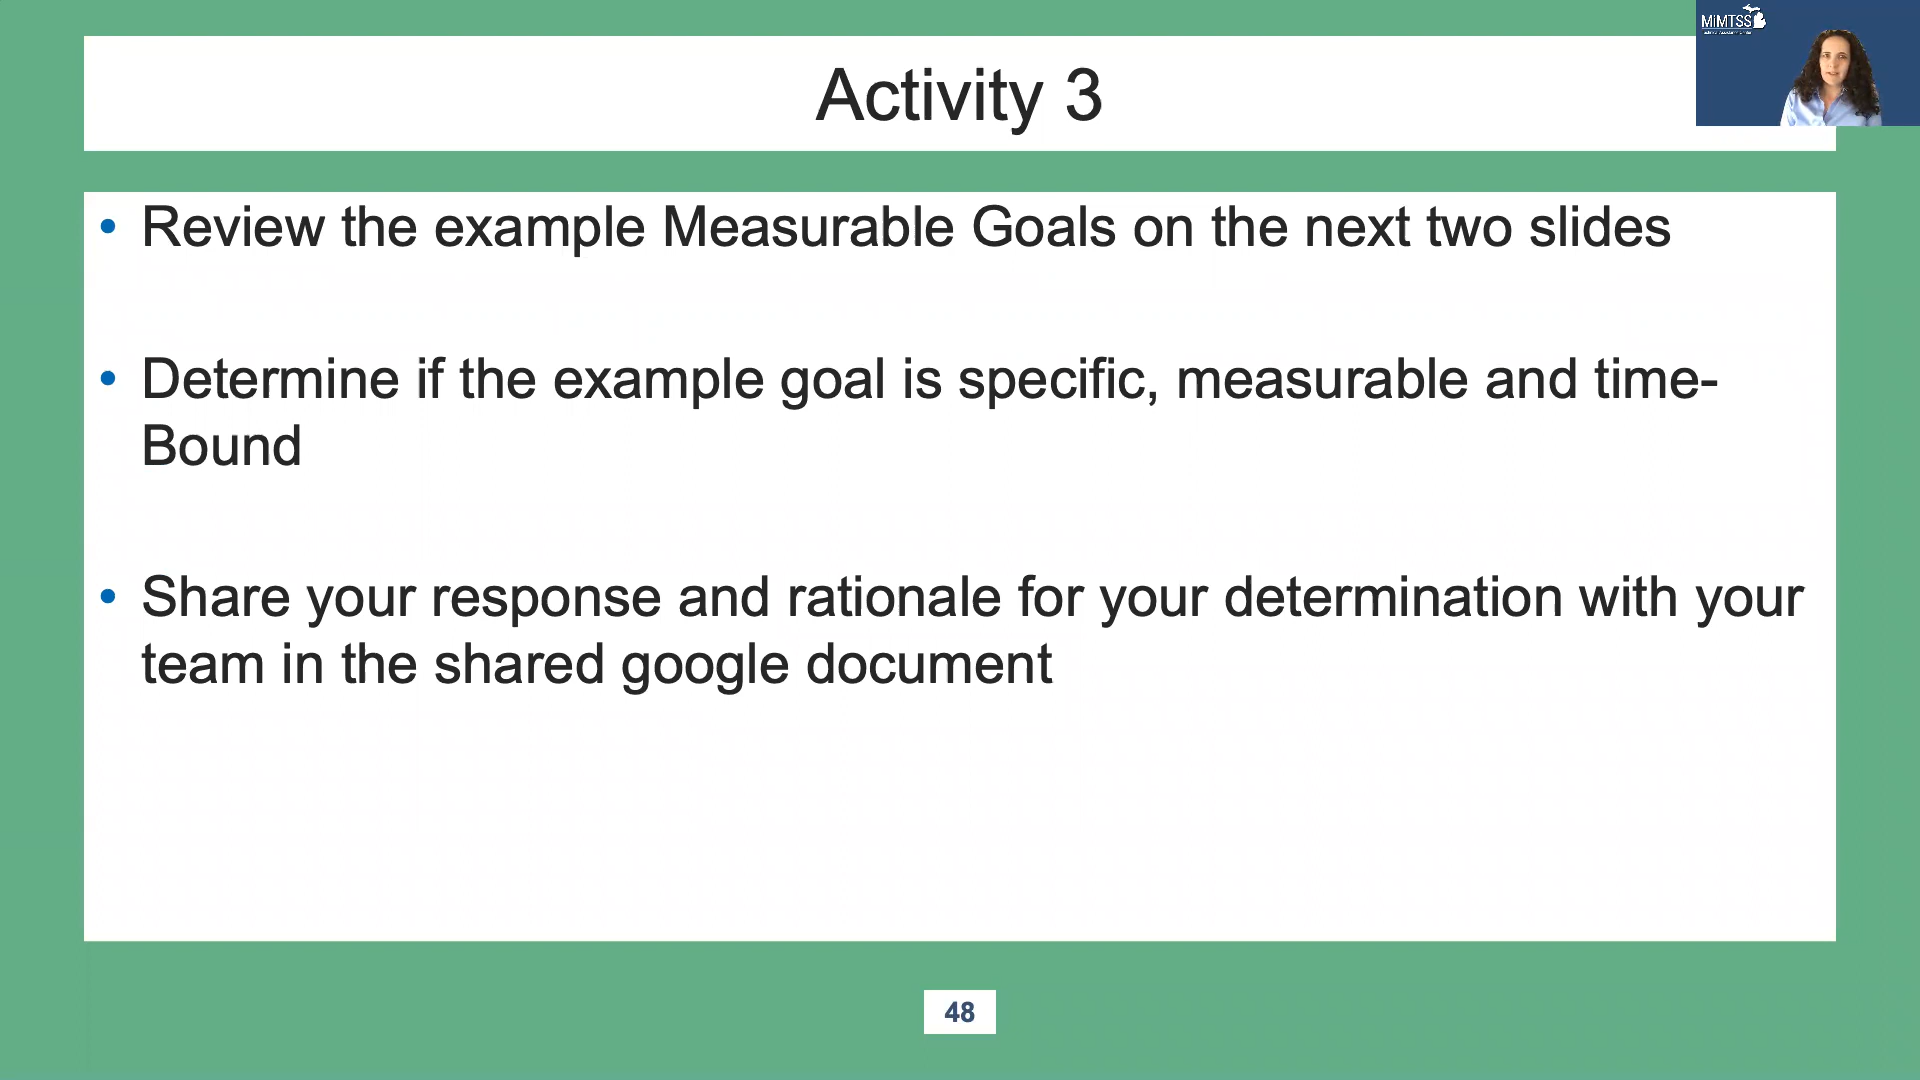 MiMTSS
Activity 3
• Review the example Measurable Goals on the next two slides
• Determine if the example goal is specific, measurable and time-
Bound
• Share your response and rationale for your determination with your
team in the shared google document
48